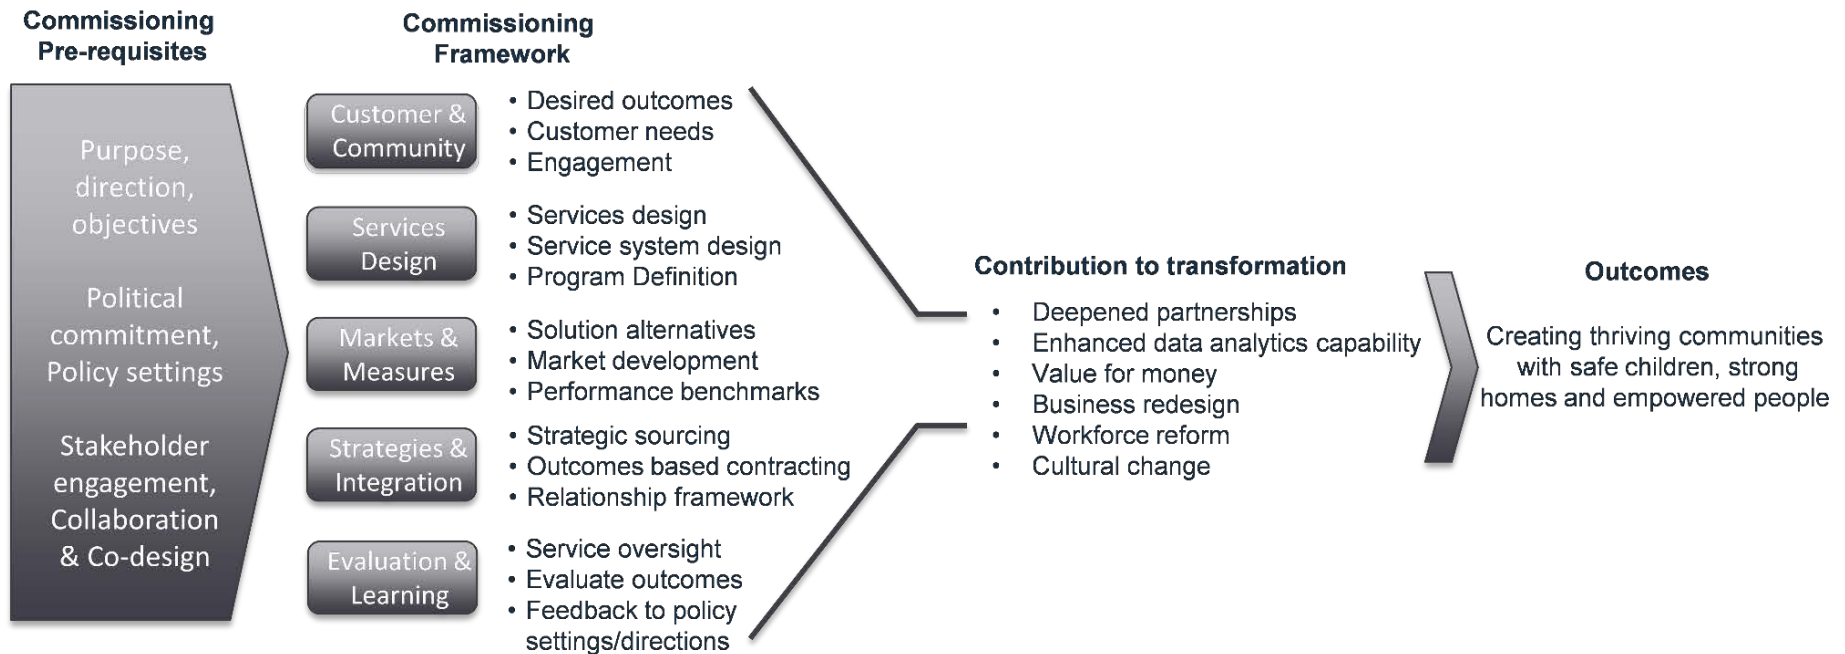 Commissioning
Pre-requisites
Purpose,
direction,
objectives
Political
commitment,
Policy settings
Stakeholder
engagement,
Collaboration
& Co-design
Commissioning
Framework
Customer &
Community
• Desired outcomes
• Customer needs
• Engagement
Services
Design
• Services design
• Service system design
• Program Definition
Markets &
Measures
• Solution alternatives
• Market development
• Performance benchmarks
Strategies &
Integration
• Strategic sourcing
• Outcomes based contracting
• Relationship framework
Evaluation &
Learning
• Service oversight
• Evaluate outcomes
• Feedback to policy
settings/directions
Contribution to transformation
• Deepened partnerships
• Enhanced data analytics capability
• Value for money
• Business redesign
• Workforce reform
• Cultural change
Outcomes
Creating thriving communities
with safe children, strong
homes and empowered people